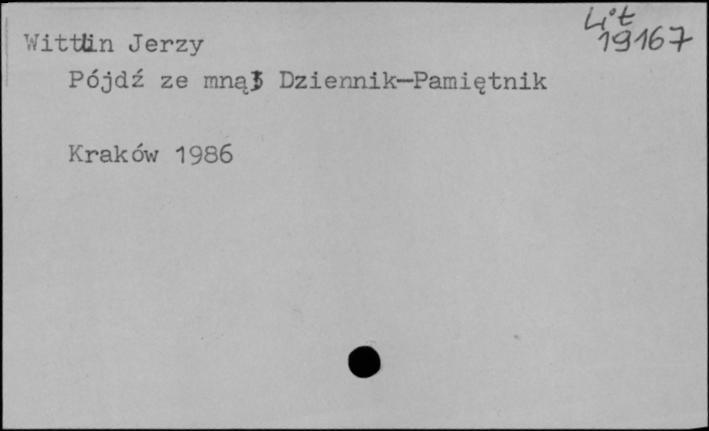 Lit
19167
Wittlin Jerzy
Pójdź ze mną Dziennik-Pamiętnik
Kraków 1986